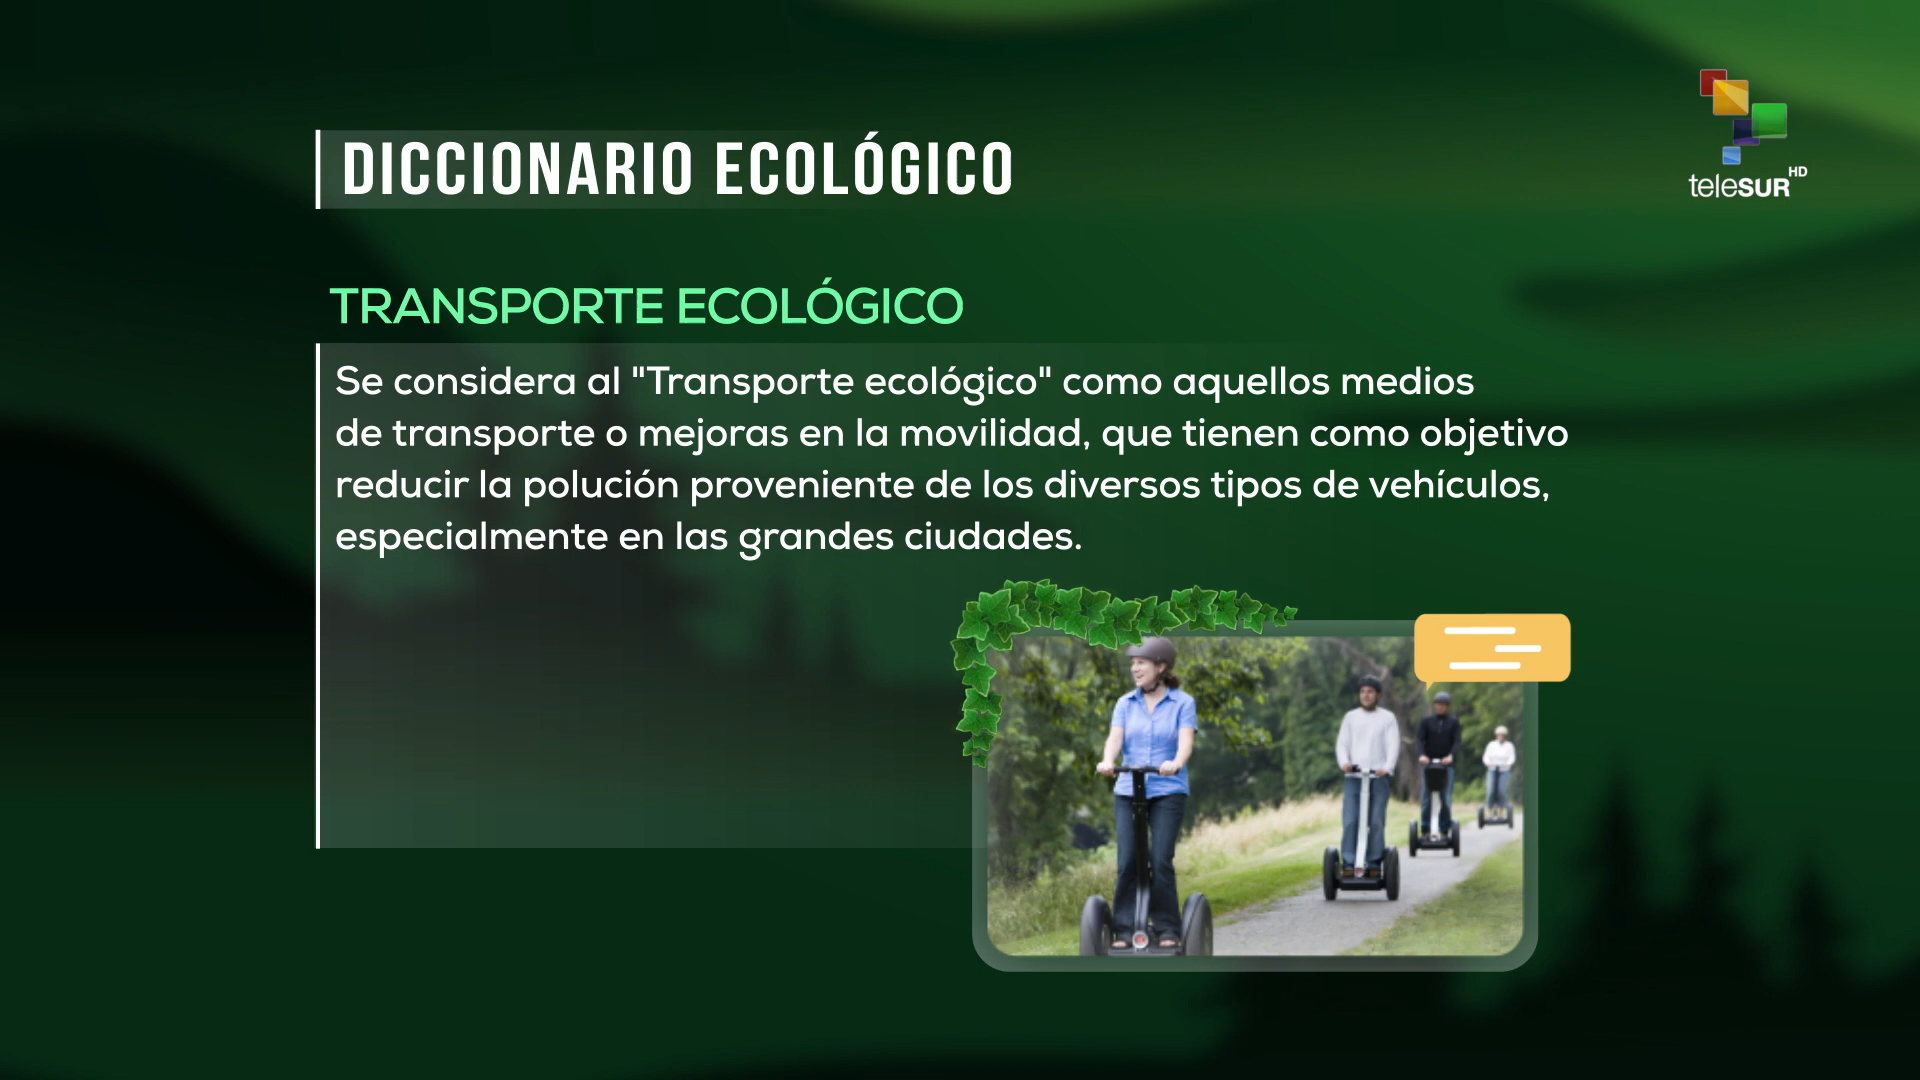 DICCIONARIO ECOLÓGICO
teleSUR HD
TRANSPORTE ECOLÓGICO
Se considera al "Transporte ecológico" como aquellos medios
de transporte o mejoras en la movilidad, que tienen como objetivo
reducir la polución proveniente de los diversos tipos de vehículos,
especialmente en las grandes ciudades.